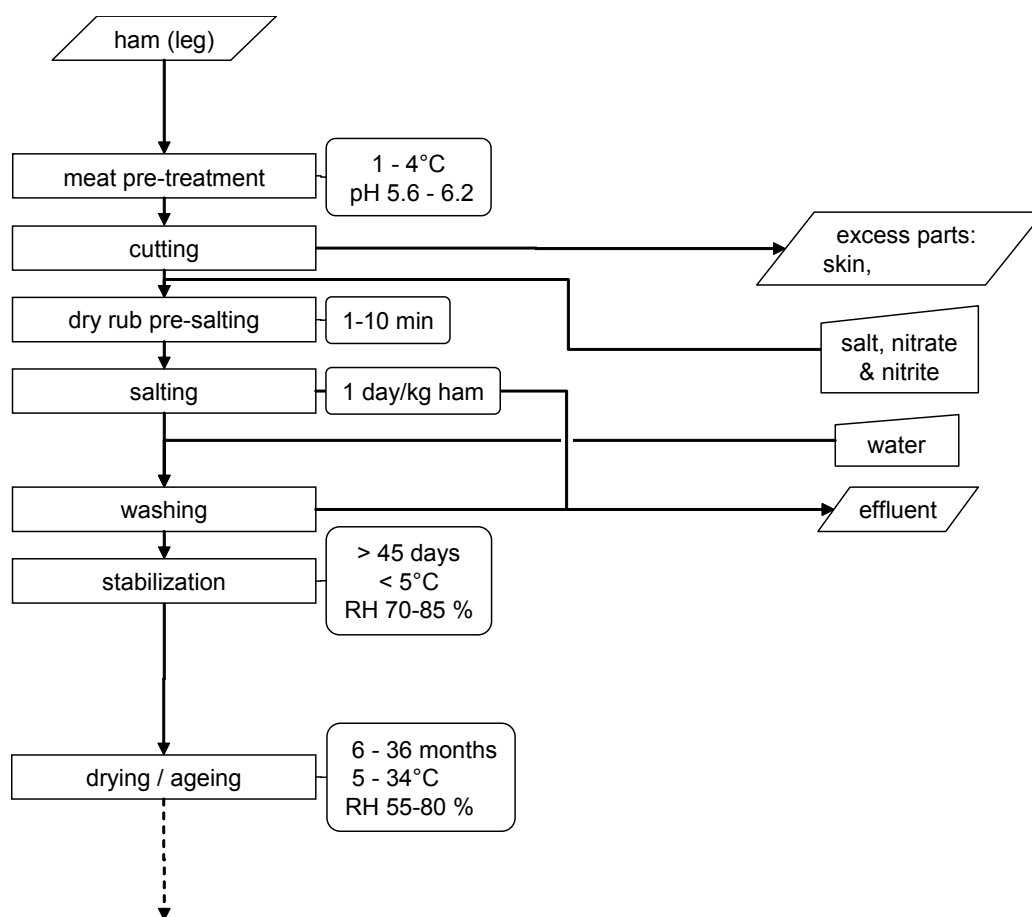 ham (leg)
meat pre-treatment
1 - 4°C
pH 5.6 - 6.2
cutting
excess parts:
skin,
dry rub pre-salting
1-10 min
salt, nitrate
& nitrite
salting
1 day/kg ham
water
washing
effluent
stabilization
> 45 days
< 5°C
RH 70-85 %
drying / ageing
6 - 36 months
5 - 34°C
RH 55-80 %